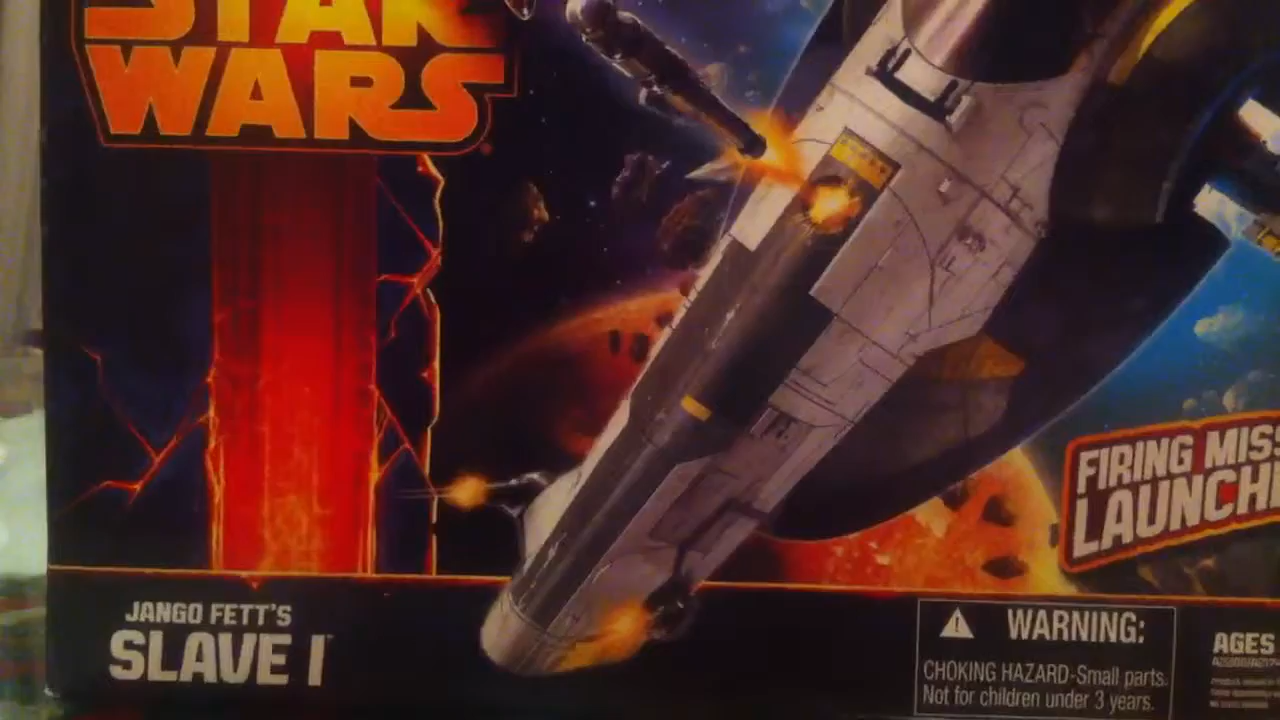 STAR
WARS
FIRING MISS
LAUNCH
JANGO FETT'S
SLAVE I
WARNING:
CHOKING HAZARD-Small parts.
Not for children under 3 years.
AGES